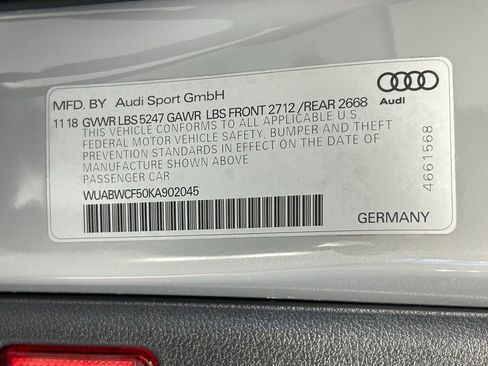 MFD. BY Audi Sport GmbH
Audi
11 18 GVWR LBS 5247 GAWR LBS FRONT 2712 /REAR 2668
THIS VEHICLE CONFORMS TO ALL APPLICABLE U.S.
FEDERAL MOTOR VEHICLE SAFETY, BUMPER AND THEFT
PREVENTION STANDARDS IN EFFECT ON THE DATE OF
MANUFACTURE SHOWN ABOVE
PASSENGER CAR
4661568
WUABWCF50KA902045
GERMANY